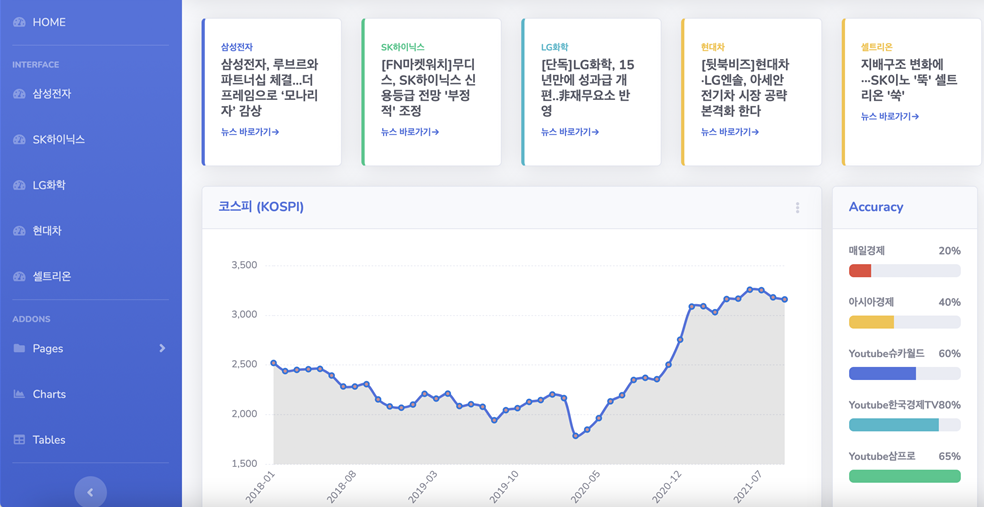 HOME
INTERFACE
삼성전자
SK하이닉스
LG화학
현대차
셀트리온
ADDONS
Pages
Charts
Tables
삼성전자
삼성전자, 루브르와
파트너십 체결...더
프레임으로 '모나리
자' 감상
뉴스 바로가기→
SK하이닉스
[FN마켓워치]무디
스, SK하이닉스 신
용등급 전망 '부정
적' 조정
뉴스 바로가기→
LG화학
[단독]LG화학, 15
년만에 성과급 개
편..非재무요소 반
영
뉴스 바로가기→
현대차
[뒷북비즈]현대차
·LG엔솔, 아세안
전기차 시장 공략
본격화 한다
뉴스 바로가기→
셀트리온
지배구조 변화에
…SK이노 '뚝' 셀트
리온 '쑥'
뉴스 바로가기→
코스피 (KOSPI)
3,500
3,000
2,500
2,000
1,500
2018-01
2018-08
2019-03
2019-10
2020-05
2020-12
2021-07
Accuracy
매일경제 20%
아시아경제 40%
Youtube슈카월드 60%
Youtube한국경제TV80%
Youtube삼프로 65%